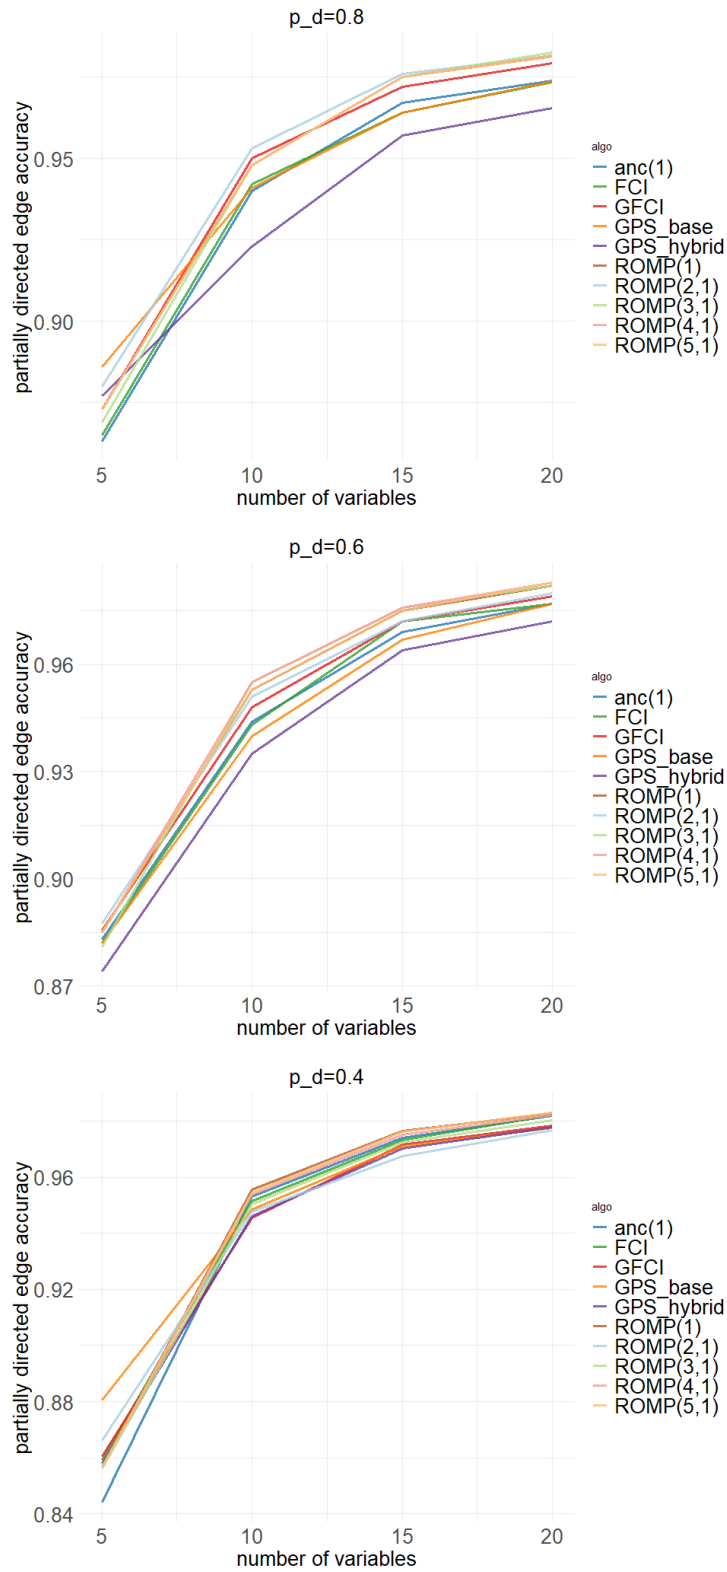 p_d=0.8
partially directed edge accuracy
0.95
0.90
5 10 15 20
number of variables
algo
anc(1)
FCI
GFCI
GPS_base
GPS_hybrid
ROMP(1)
ROMP(2,1)
ROMP(3,1)
ROMP(4,1)
ROMP(5,1)
p_d=0.6
partially directed edge accuracy
0.96
0.93
0.90
0.87
5 10 15 20
number of variables
algo
anc(1)
FCI
GFCI
GPS_base
GPS_hybrid
ROMP(1)
ROMP(2,1)
ROMP(3,1)
ROMP(4,1)
ROMP(5,1)
p_d=0.4
partially directed edge accuracy
0.96
0.92
0.88
0.84
5 10 15 20
number of variables
algo
anc(1)
FCI
GFCI
GPS_base
GPS_hybrid
ROMP(1)
ROMP(2,1)
ROMP(3,1)
ROMP(4,1)
ROMP(5,1)